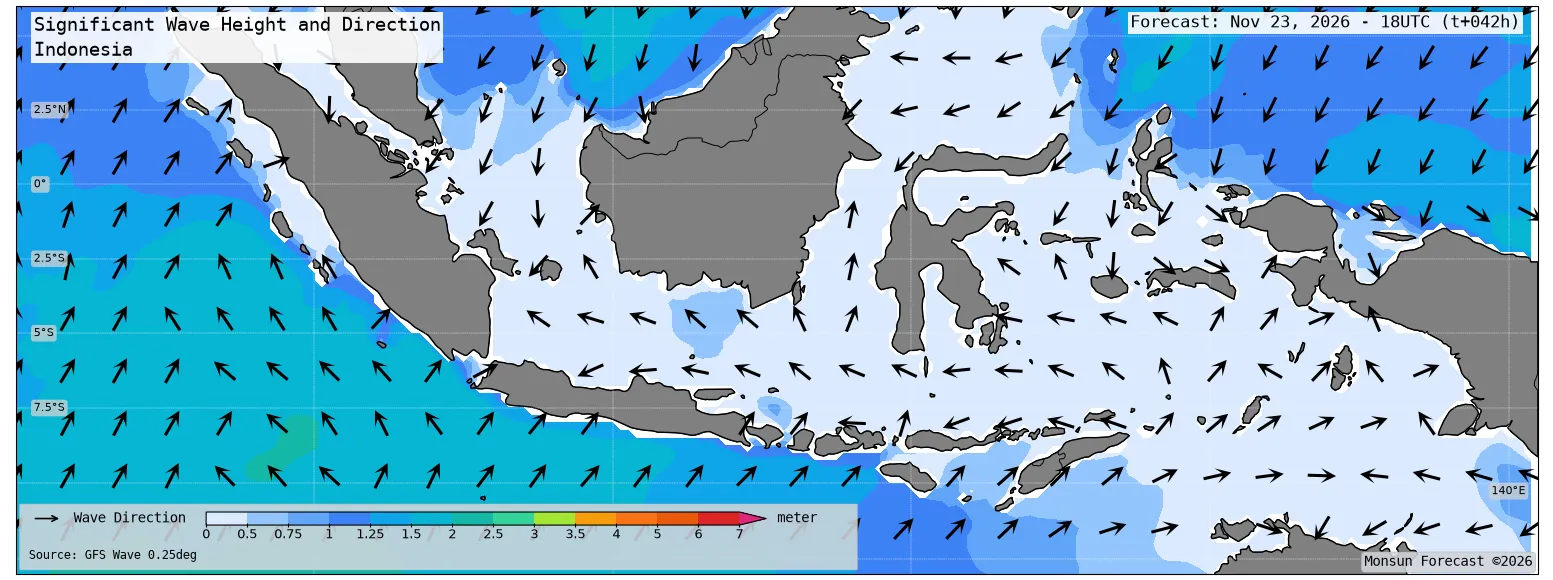 Significant Wave Height and Direction
Indonesia
Forecast: Nov 23, 2026 - 18UTC (t+042h)
2.5°N
0°
2.5°S
5°S
7.5°S
140°E
Wave Direction
meter
0 0.5 0.75 1 1.25 1.5 2 2.5 3 3.5 4 5 6 7
Source: GFS Wave 0.25deg
Monsun Forecast ©2026